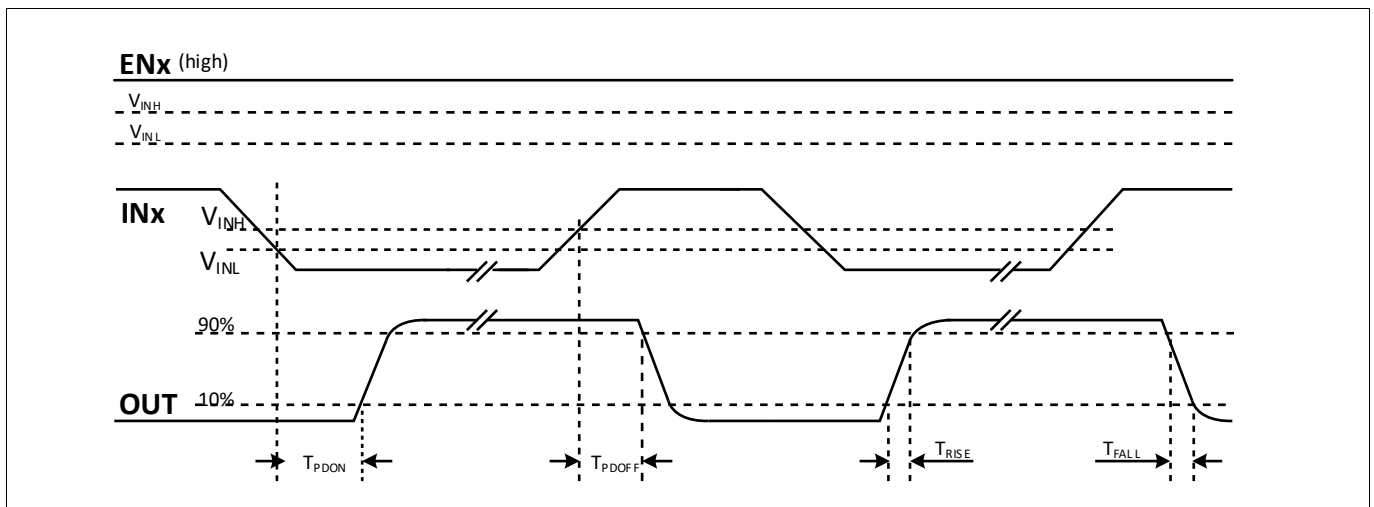 ENx (high)
VINH
VINL
INx
VINH
VINL
90%
OUT
10%
TPDON
TPDOFF
TRISE
TFALL